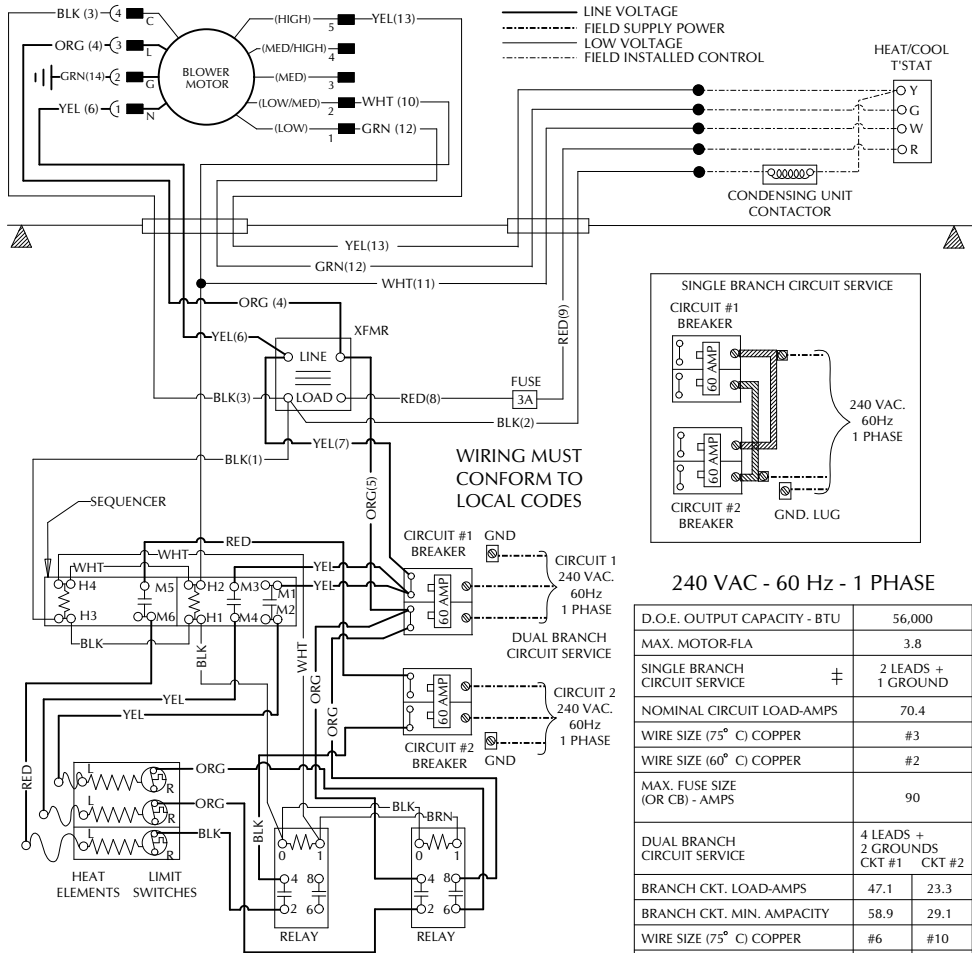 BLK (3) 4 C
ORG (4) 3 L
GRN(14) 2 G
YEL (6) 1 N
BLOWER
MOTOR
(HIGH) 5 YEL(13)
(MED/HIGH) 4
(MED) 3
(LOW/MED) 2 WHT (10)
(LOW) 1 GRN (12)
LINE VOLTAGE
FIELD SUPPLY POWER
LOW VOLTAGE
FIELD INSTALLED CONTROL
HEAT/COOL
T'STAT
Y
G
W
R
CONDENSING UNIT
CONTACTOR
YEL(13)
GRN(12)
WHT(11)
ORG (4)
YEL(6)
XFMR
LINE
LOAD
BLK(3)
RED(8)
FUSE
3A
RED(9)
BLK(2)
YEL(7)
BLK(1)
ORG(5)
WIRING MUST
CONFORM TO
LOCAL CODES
SINGLE BRANCH CIRCUIT SERVICE
CIRCUIT #1
BREAKER
60 AMP
60 AMP
CIRCUIT #2
BREAKER
240 VAC.
60Hz
1 PHASE
GND. LUG
SEQUENCER
RED
WHT
WHT
YEL
YEL
H4
M5
H2
M3
M1
M2
H3
M6
H1
M4
BLK
BLK
WHT
ORG
ORG
CIRCUIT #1
BREAKER
GND
60 AMP
CIRCUIT 1
240 VAC.
60Hz
1 PHASE
DUAL BRANCH
CIRCUIT SERVICE
60 AMP
CIRCUIT 2
240 VAC.
60Hz
1 PHASE
CIRCUIT #2
BREAKER
GND
YEL
YEL
RED
L
R
ORG
L
R
ORG
L
R
BLK
HEAT
ELEMENTS
LIMIT
SWITCHES
BLK
BLK
BRN
0 1
4 8
2 6
RELAY
0 1
4 8
2 6
RELAY
240 VAC - 60 Hz - 1 PHASE
D.O.E. OUTPUT CAPACITY - BTU 56,000
MAX. MOTOR-FLA 3.8
SINGLE BRANCH
CIRCUIT SERVICE ‡ 2 LEADS +
1 GROUND
NOMINAL CIRCUIT LOAD-AMPS 70.4
WIRE SIZE (75° C) COPPER #3
WIRE SIZE (60° C) COPPER #2
MAX. FUSE SIZE
(OR CB) - AMPS 90
DUAL BRANCH
CIRCUIT SERVICE 4 LEADS +
2 GROUNDS
CKT #1 CKT #2
BRANCH CKT. LOAD-AMPS 47.1 23.3
BRANCH CKT. MIN. AMPACITY 58.9 29.1
WIRE SIZE (75° C) COPPER #6 #10